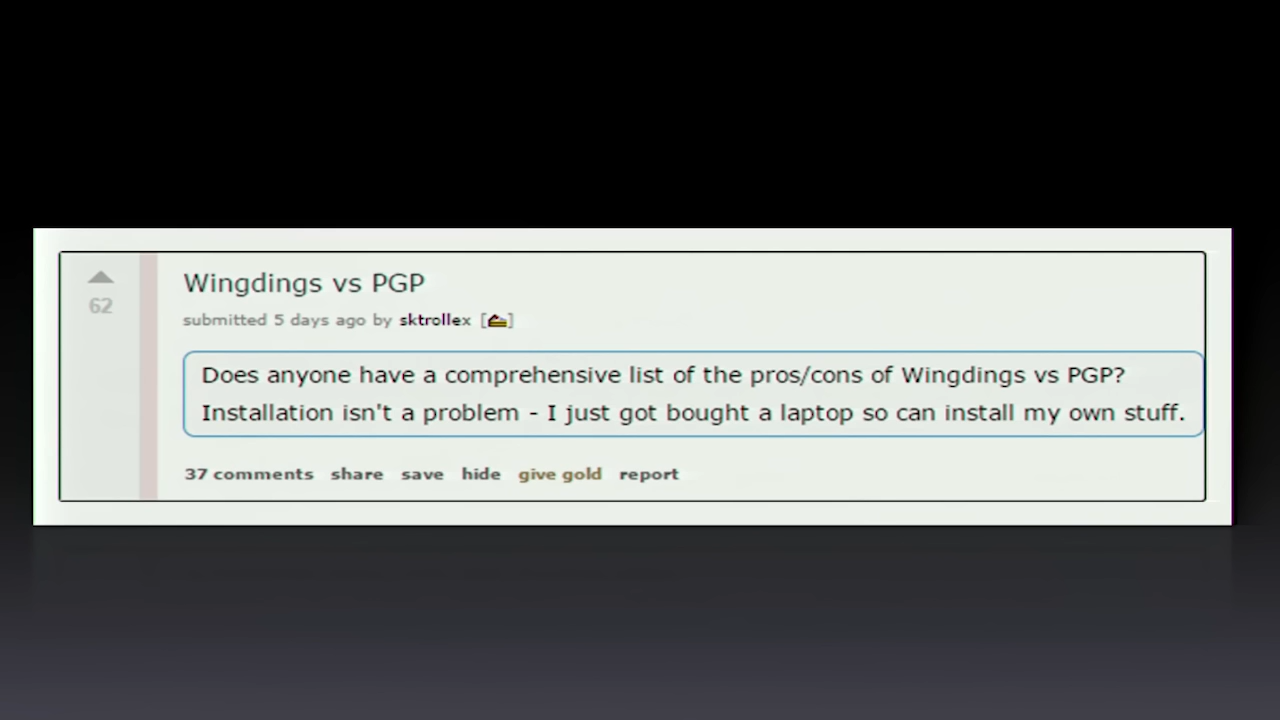 62
Wingdings vs PGP
submitted 5 days ago by sktrollex []
Does anyone have a comprehensive list of the pros/cons of Wingdings vs PGP?
Installation isn't a problem - I just got bought a laptop so can install my own stuff.
37 comments share save hide give gold report